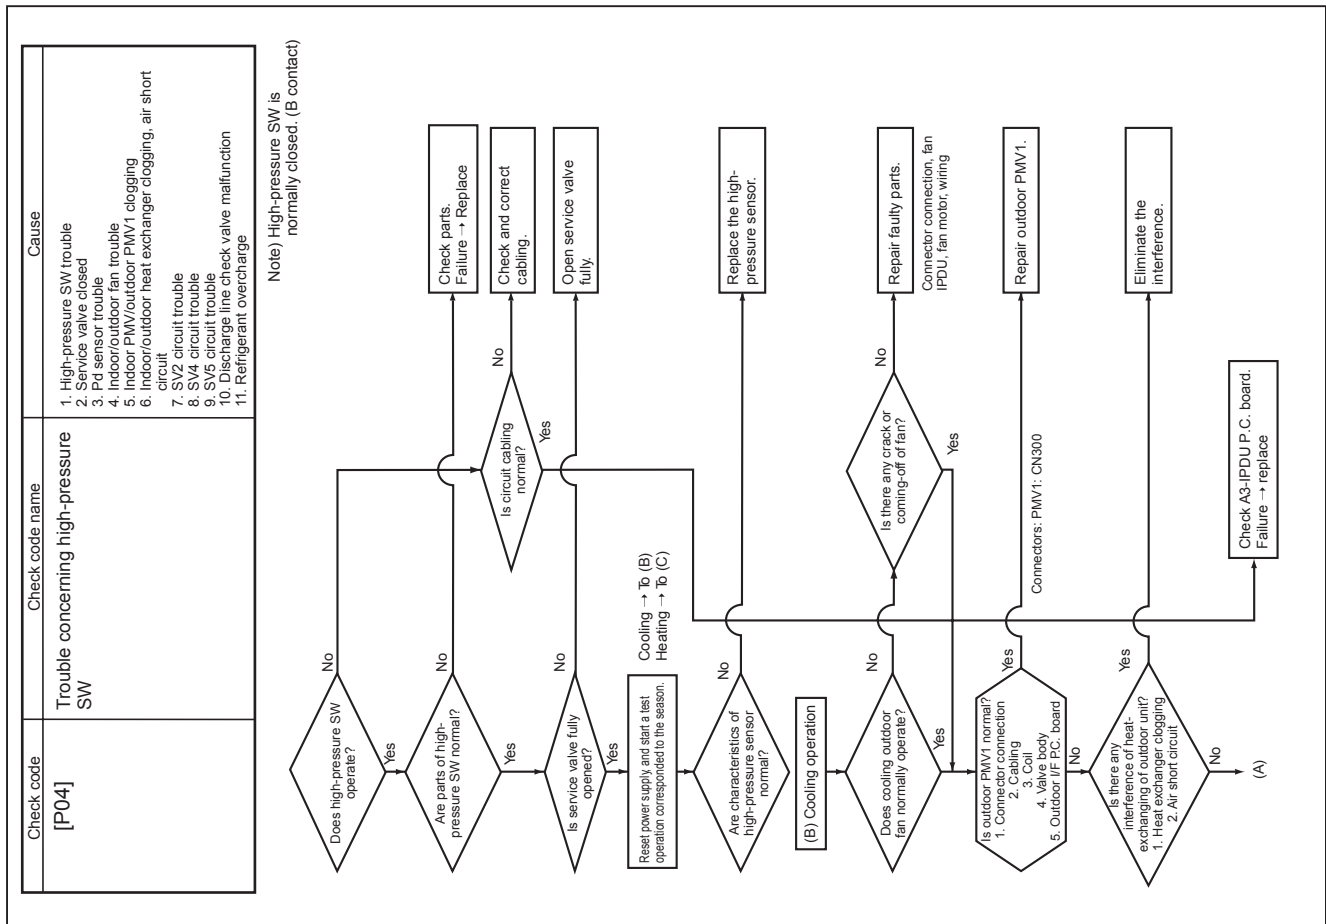 Check code
Check code name
Cause
[P04]
Trouble concerning high-pressure
SW
1. High-pressure SW trouble
2. Service valve closed
3. Pd sensor trouble
4. Indoor/outdoor fan trouble
5. Indoor PMV/outdoor PMV1 clogging
6. Indoor/outdoor heat exchanger clogging, air short
circuit
7. SV2 circuit trouble
8. SV4 circuit trouble
9. SV5 circuit trouble
10. Discharge line check valve malfunction
11. Refrigerant overcharge
Note) High-pressure SW is
normally closed. (B contact)
Does high-pressure SW
operate?
No
Yes
Are parts of high-
pressure SW normal?
No
Yes
Check parts.
Failure → Replace
Is circuit cabling
normal?
No
Yes
Check and correct
cabling.
Is service valve fully
opened?
No
Yes
Open service valve
fully.
Reset power supply, and start a test
operation corresponded to the season.
Cooling → To (B)
Heating → To (C)
Are characteristics of
high-pressure sensor
normal?
No
Replace the high-
pressure sensor.
(B) Cooling operation
Does cooling outdoor
fan normally operate?
No
Yes
Is there any crack or
coming-off of fan?
No
Yes
Repair faulty parts.
Connector connection, fan
IPDU, fan motor, wiring
Is outdoor PMV1 normal?
1. Connector connection
2. Cabling
3. Coil
4. Valve body
5. Outdoor I/F P.C. board
Yes
No
Repair outdoor PMV1.
Connectors: PMV1: CN300
Is there any
interference of heat-
exchanging of outdoor unit?
1. Heat exchanger clogging
2. Air short circuit
Yes
No
Eliminate the
interference.
Check A3-IPDU P.C. board.
Failure → replace
(A)